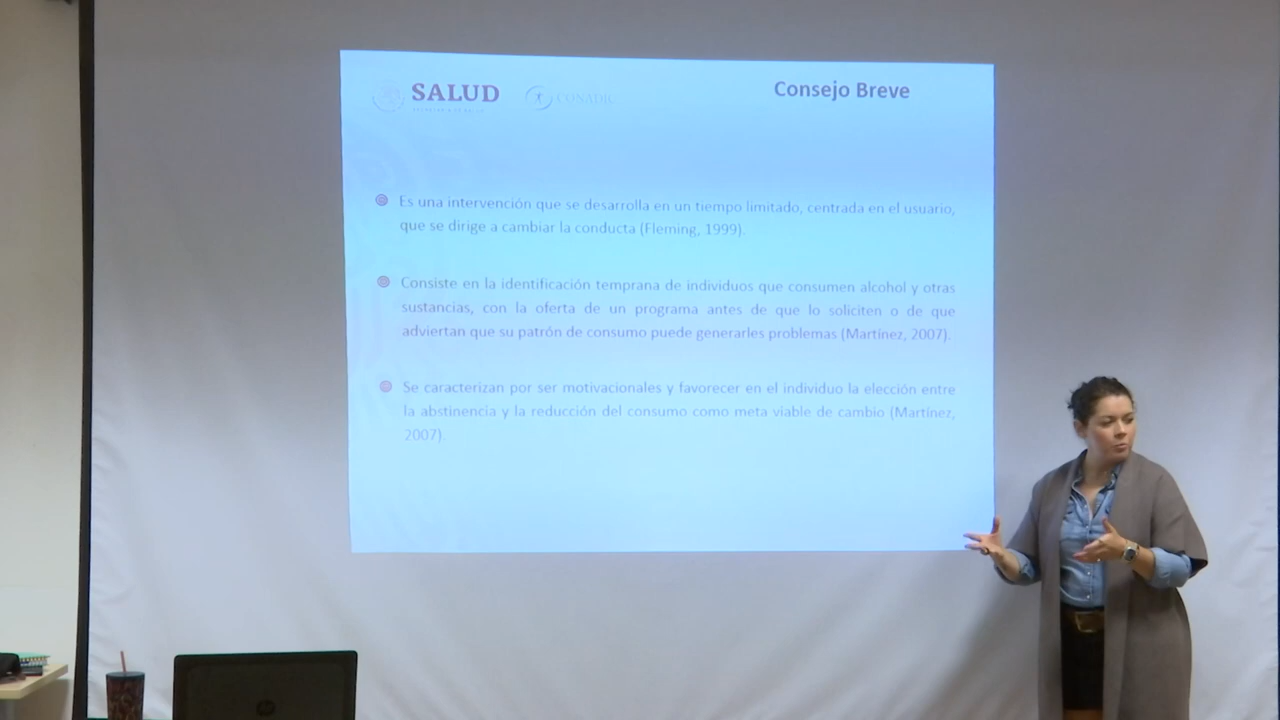 SALUD
CONADIC
Consejo Breve
Es una intervención que se desarrolla en un tiempo limitado, centrada en el usuario,
que se dirige a cambiar la conducta (Fleming, 1999).
Consiste en la identificación temprana de individuos que consumen alcohol y otras
sustancias, con la oferta de un programa antes de que lo soliciten o de que
adviertan que su patrón de consumo puede generarles problemas (Martínez, 2007).
Se caracterizan por ser motivacionales y favorecer en el individuo la elección entre
la abstinencia y la reducción del consumo como meta viable de cambio (Martínez,
2007).